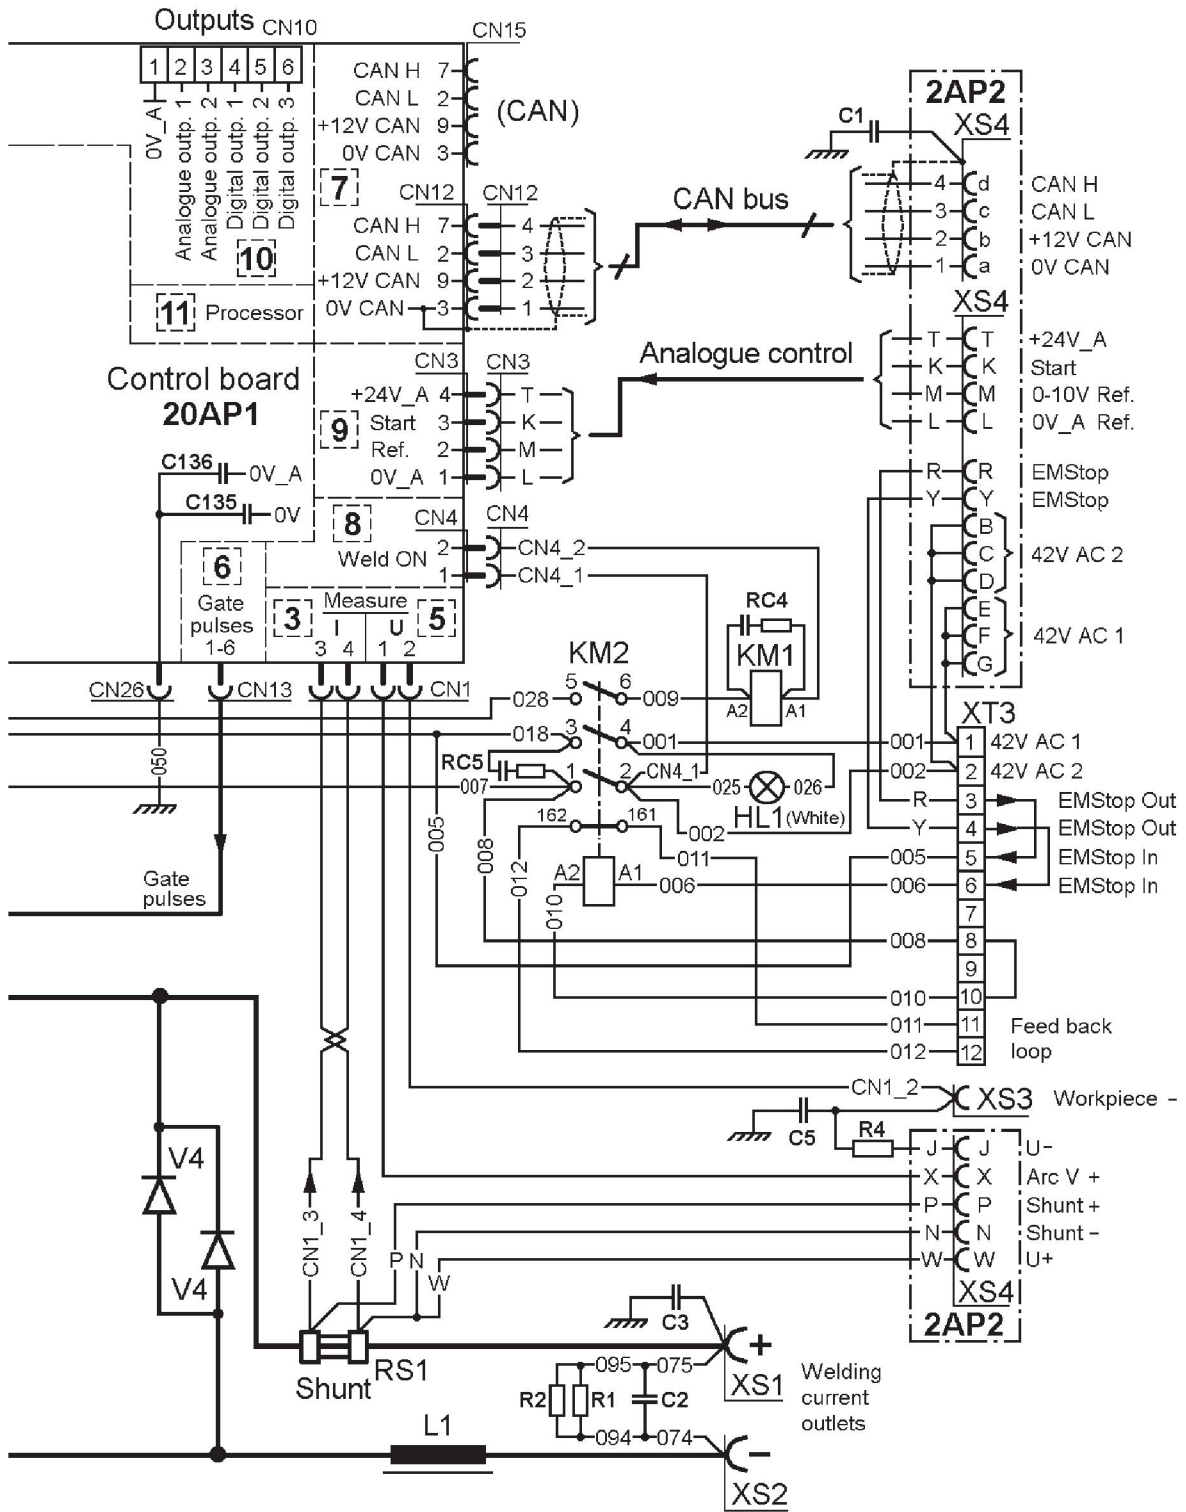 Outputs CN10 CN15
1 2 3 4 5 6
0V_A
Analogue outp. 1
Analogue outp. 2
Digital outp. 1
Digital outp. 2
Digital outp. 3
CAN H 7
CAN L 2
+12V CAN 9
0V CAN 3
(CAN)
7
10
11 Processor
CN12 CN12
CAN H 7 4
CAN L 2 3
+12V CAN 9 2
0V CAN 3 1
CAN bus
C1
2AP2
XS4
4 d CAN H
3 c CAN L
2 b +12V CAN
1 a 0V CAN
XS4
T T +24V_A
K K Start
M M 0-10V Ref.
L L 0V_A Ref.
R R EMStop
Y Y EMStop
B
C 42V AC 2
D
E
F 42V AC 1
G
Analogue control
Control board
20AP1
CN3 CN3
+24V_A 4 T
9 Start 3 K
Ref. 2 M
0V_A 1 L
C136 0V_A
C135 0V
8
CN4 CN4
Weld ON
2 CN4_2
1 CN4_1
6
Gate
pulses
1-6
3 Measure 5
I U
3 4 1 2
CN26 CN13 CN1
RC4
KM1
A2 A1
KM2
028 5 6 009
018 3 4 001
RC5
007 1 2 CN4_1
025 026
HL1 (White)
002
162 161
011
A2 A1
006
050
005
008
012
010
Gate
pulses
XT3
001 1 42V AC 1
002 2 42V AC 2
R 3 EMStop Out
Y 4 EMStop Out
005 5 EMStop In
006 6 EMStop In
7
008 8
9
010 10
011 11 Feed back
012 12 loop
CN1_2 XS3 Workpiece -
C5
R4
J J U-
X X Arc V +
P P Shunt +
N N Shunt -
W W U+
XS4
2AP2
V4
V4
CN1_3
CN1_4
P N
W
C3
RS1
Shunt
+
XS1
Welding
current
outlets
095 075
R2 R1 C2
094 074
L1
-
XS2